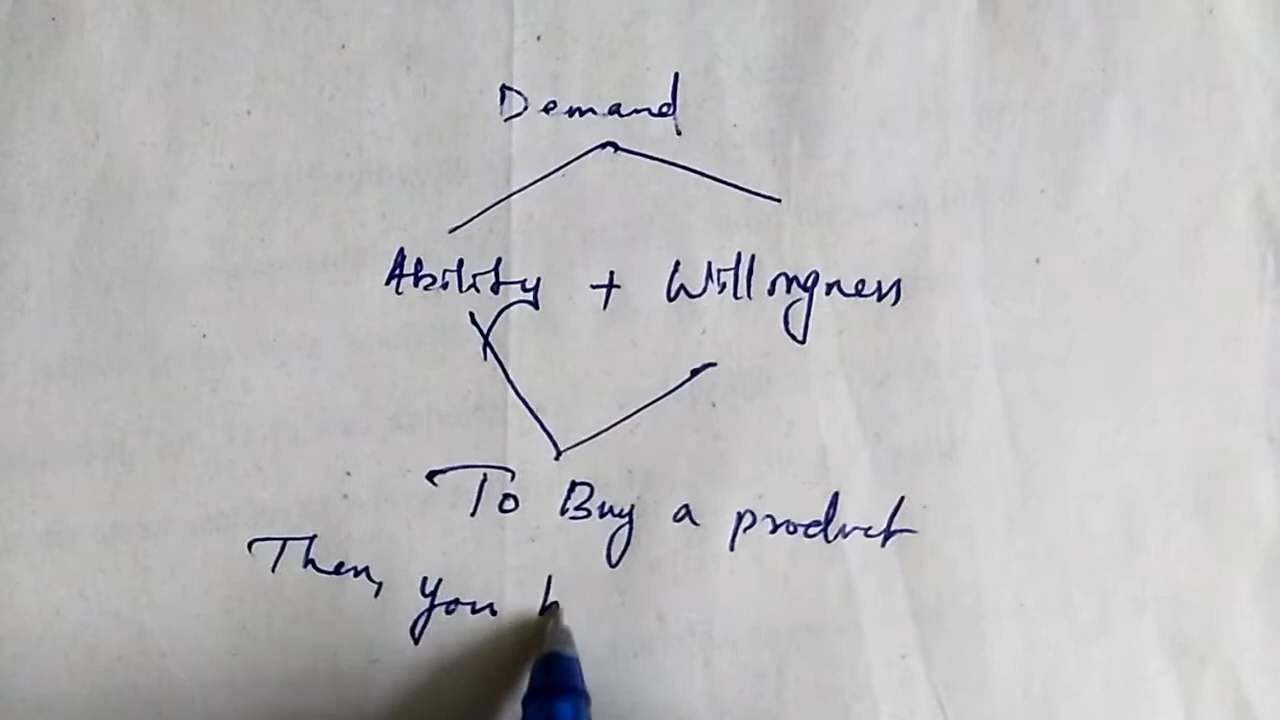 Demand
Ability + Willingness
To Buy a product
Then, you h